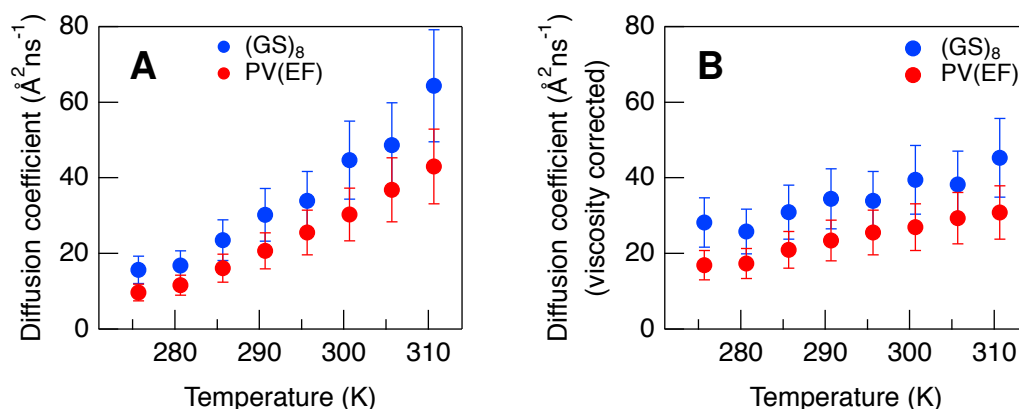 A
(GS)8
PV(EF)
Diffusion coefficient (Å2ns-1)
80
60
40
20
0
280
290
300
310
Temperature (K)
B
(GS)8
PV(EF)
Diffusion coefficient (Å2ns-1)
(viscosity corrected)
80
60
40
20
0
280
290
300
310
Temperature (K)